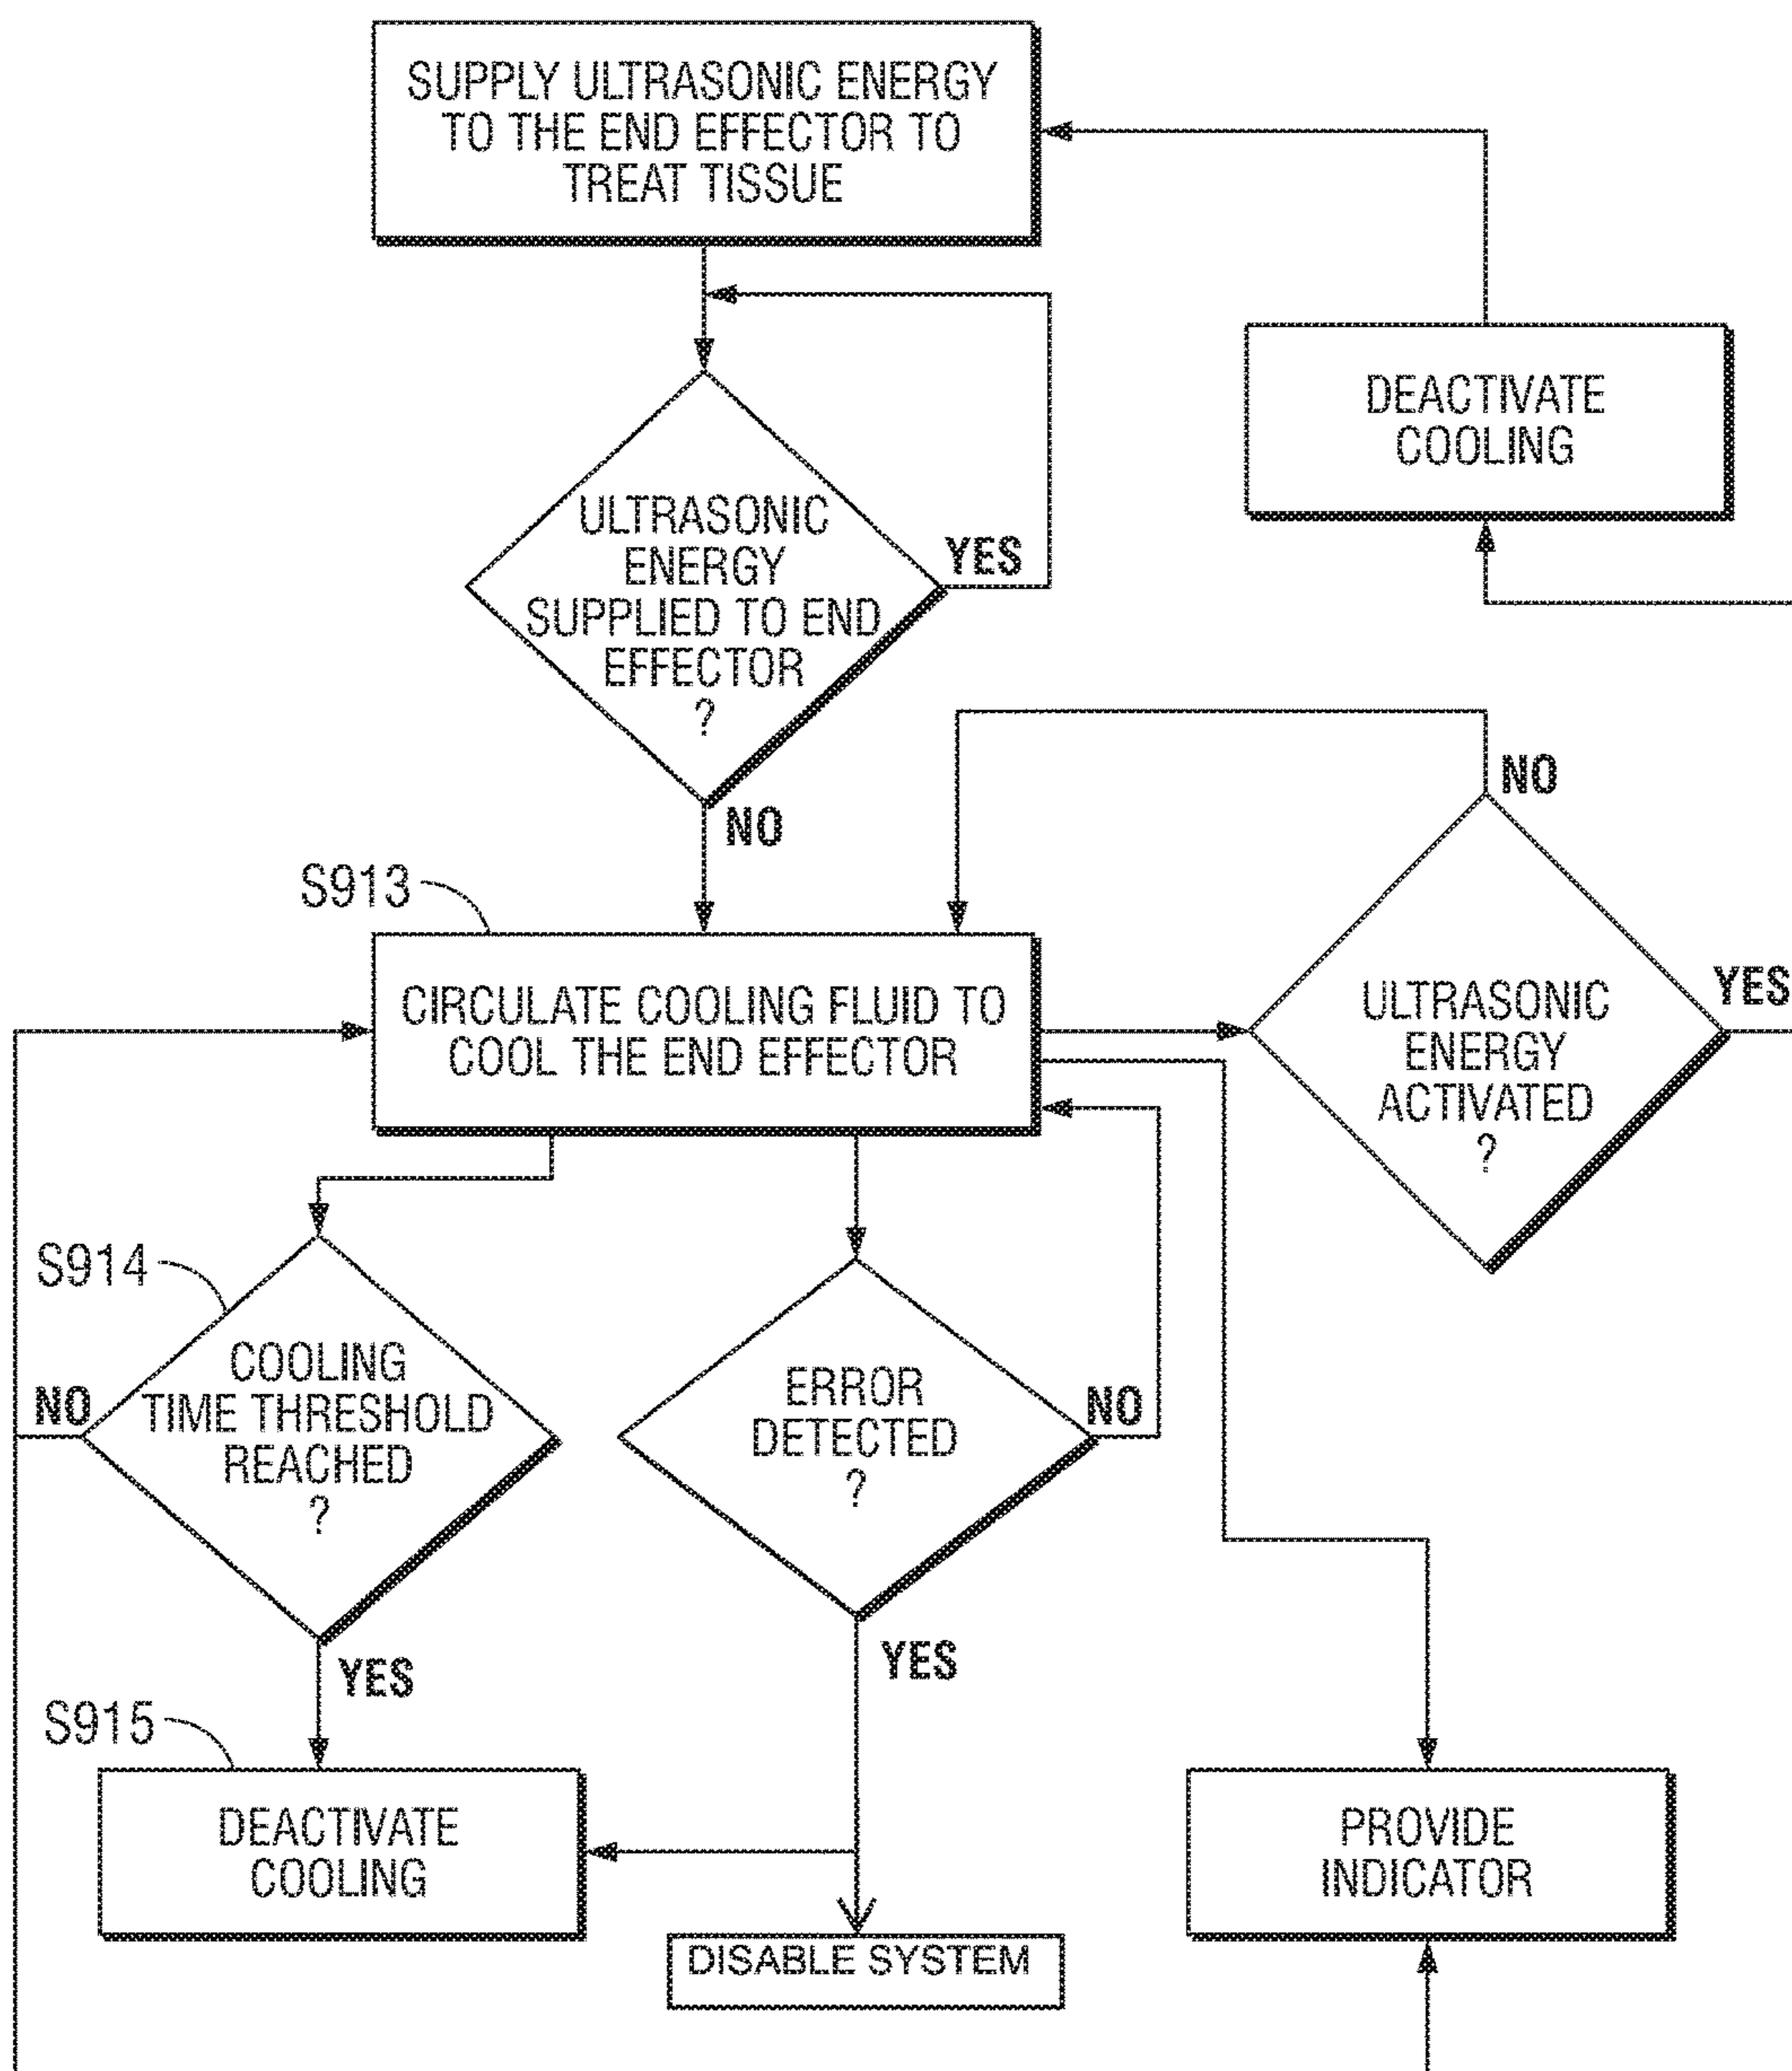 SUPPLY ULTRASONIC ENERGY
TO THE END EFFECTOR TO
TREAT TISSUE
DEACTIVATE
COOLING
ULTRASONIC
ENERGY
SUPPLIED TO END
EFFECTOR
?
YES
NO
NO
S913
CIRCULATE COOLING FLUID TO
COOL THE END EFFECTOR
ULTRASONIC
ENERGY
ACTIVATED
?
YES
S914
COOLING
TIME THRESHOLD
REACHED
?
NO
YES
ERROR
DETECTED
?
NO
YES
S915
DEACTIVATE
COOLING
DISABLE SYSTEM
PROVIDE
INDICATOR